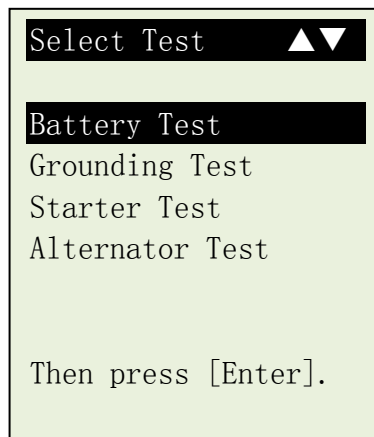 Select Test ▲▼
Battery Test
Grounding Test
Starter Test
Alternator Test
Then press [Enter].